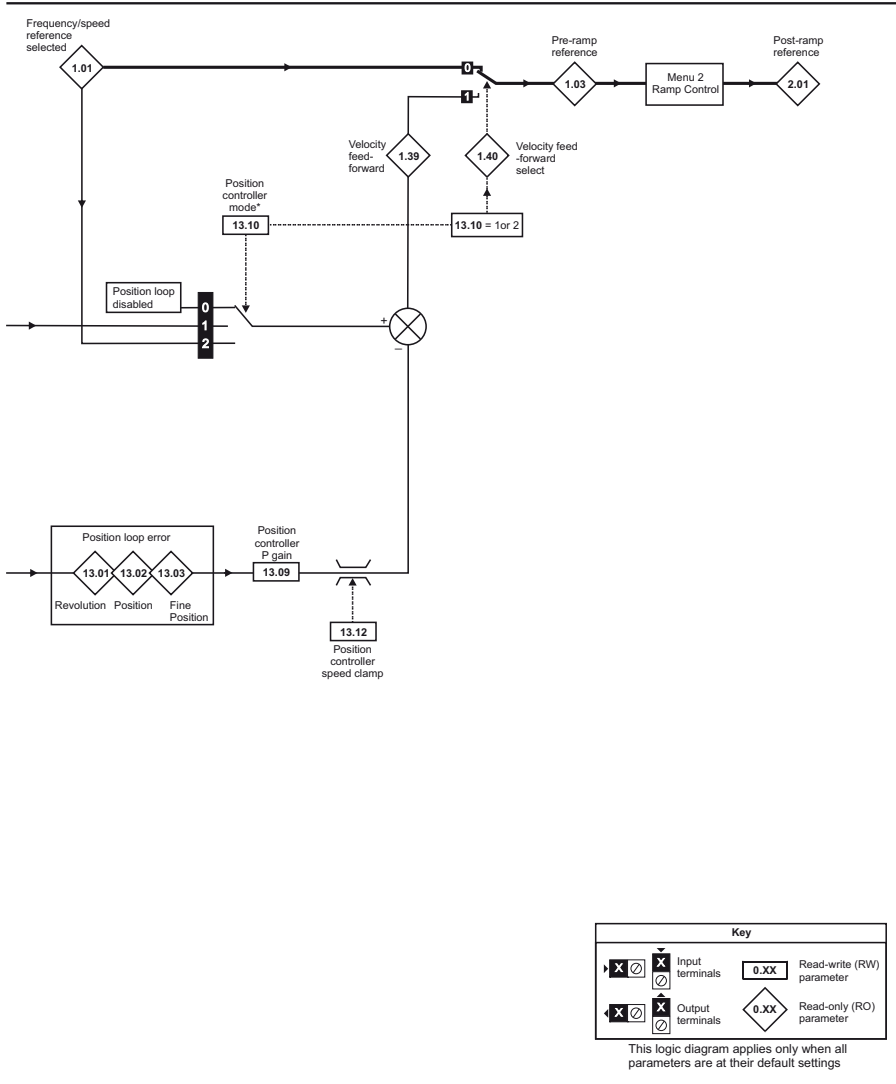 Frequency/speed
reference
selected
1.01
0
1
Pre-ramp
reference
1.03
Menu 2
Ramp Control
Post-ramp
reference
2.01
Velocity
feed-
forward
1.39
1.40
Velocity feed
-forward
select
Position
controller
mode*
13.10
13.10 = 1or 2
Position loop
disabled
0
1
2
+
–
Position loop error
13.01
13.02
13.03
Revolution
Position
Fine
Position
Position
controller
P gain
13.09
13.12
Position
controller
speed clamp
Key
X
X
Input
terminals
0.XX
Read-write (RW)
parameter
X
X
Output
terminals
0.XX
Read-only (RO)
parameter
This logic diagram applies only when all
parameters are at their default settings